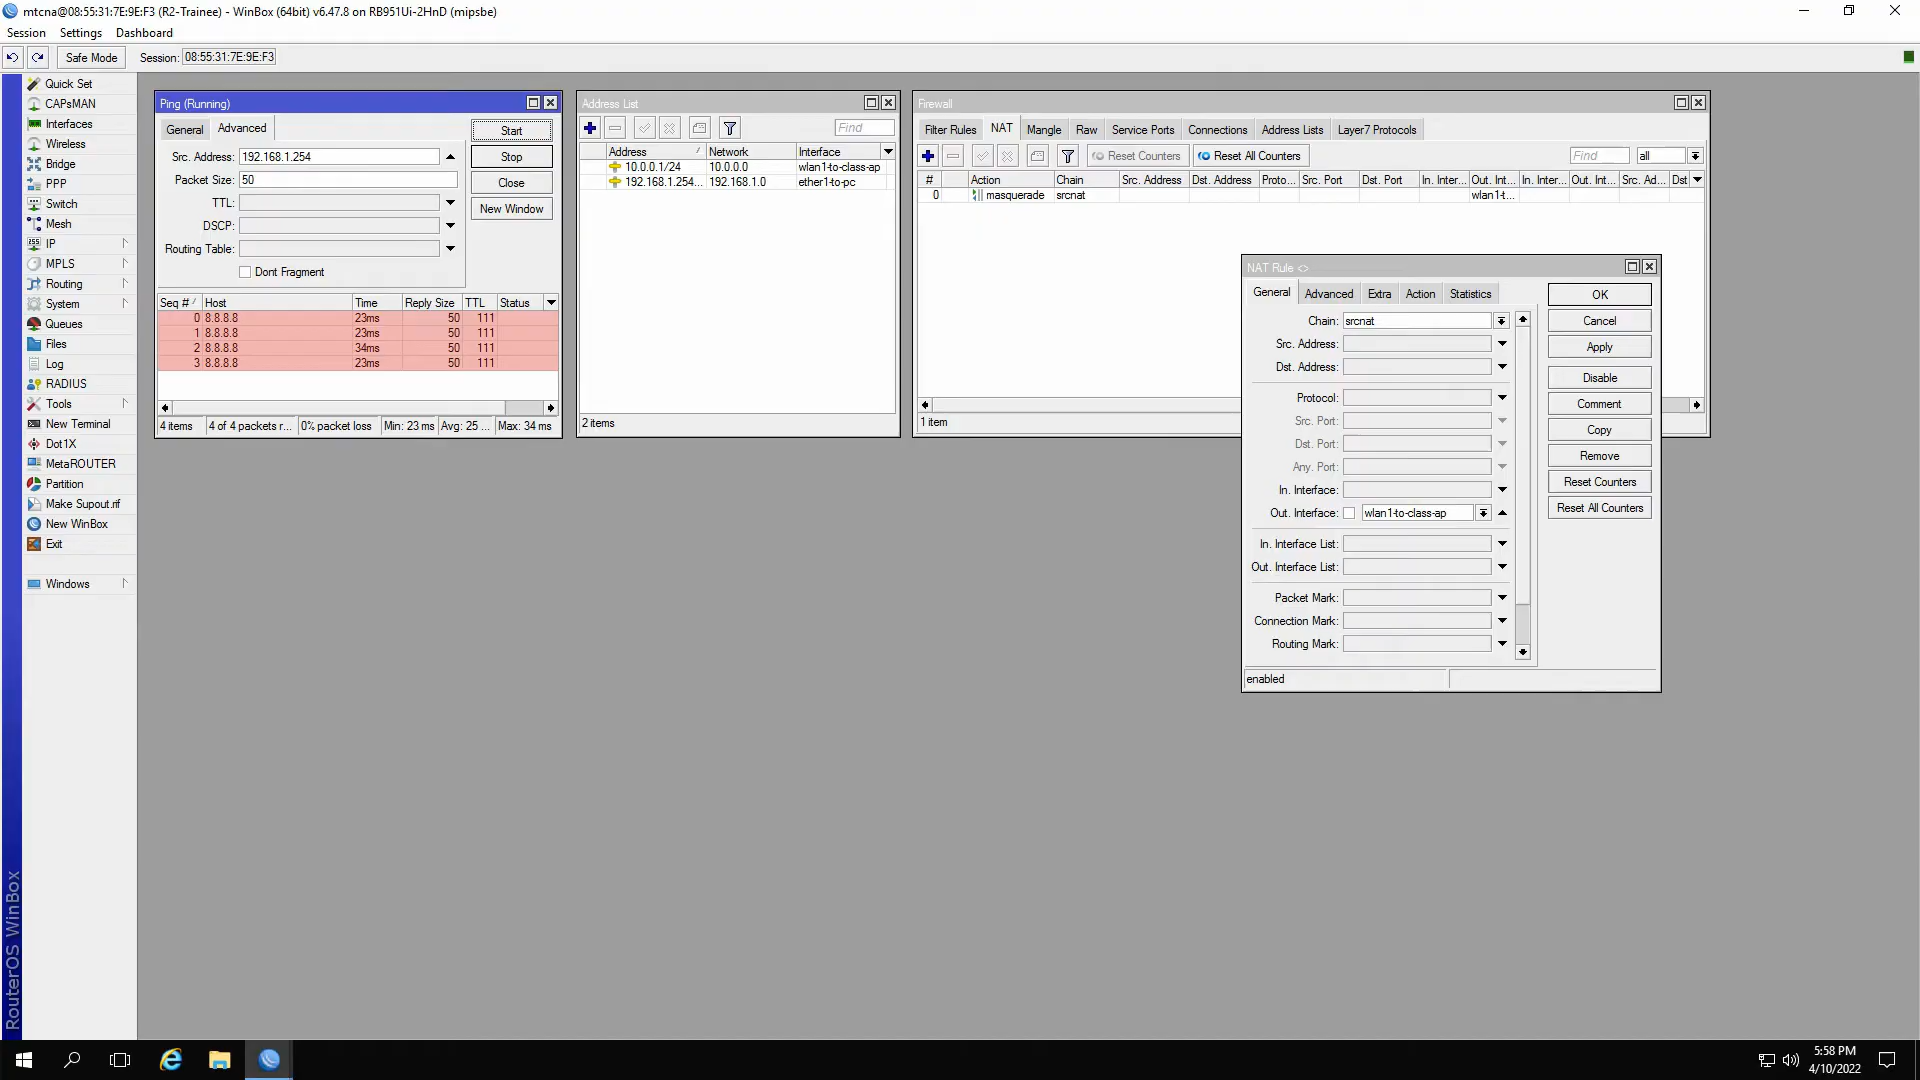 mtcna@08:55:31:7E:9E:F3 (R2-Trainee) - WinBox (64bit) v6.47.8 on RB951Ui-2HnD (mipsbe)
Session Settings Dashboard
Safe Mode Session: 08:55:31:7E:9E:F3
Quick Set
CAPsMAN
Interfaces
Wireless
Bridge
PPP
Switch
Mesh
IP
MPLS
Routing
System
Queues
Files
Log
RADIUS
Tools
New Terminal
Dot1X
MetaROUTER
Partition
Make Supout.rif
New WinBox
Exit
Windows
RouterOS WinBox
Ping (Running)
General Advanced
Src. Address: 192.168.1.254
Packet Size: 50
TTL:
DSCP:
Routing Table:
Dont Fragment
Start
Stop
Close
New Window
Seq # Host Time Reply Size TTL Status
0 8.8.8.8 23ms 50 111
1 8.8.8.8 23ms 50 111
2 8.8.8.8 34ms 50 111
3 8.8.8.8 23ms 50 111
4 items 4 of 4 packets r... 0% packet loss Min: 23 ms Avg: 25 ... Max: 34 ms
Address List
Find
Address Network Interface
10.0.0.1/24 10.0.0.0 wlan1-to-class-ap
192.168.1.254... 192.168.1.0 ether1-to-pc
2 items
Firewall
Filter Rules NAT Mangle Raw Service Ports Connections Address Lists Layer7 Protocols
Reset Counters Reset All Counters Find all
# Action Chain Src. Address Dst. Address Proto... Src. Port Dst. Port In. Inter... Out. Int... In. Inter... Out. Int... Src. Ad... Dst
0 masquerade srcnat wlan1-t...
1 item
NAT Rule <>
General Advanced Extra Action Statistics
Chain: srcnat
Src. Address:
Dst. Address:
Protocol:
Src. Port:
Dst. Port:
Any. Port:
In. Interface:
Out. Interface: wlan1-to-class-ap
In. Interface List:
Out. Interface List:
Packet Mark:
Connection Mark:
Routing Mark:
OK
Cancel
Apply
Disable
Comment
Copy
Remove
Reset Counters
Reset All Counters
enabled
5:58 PM
4/10/2022